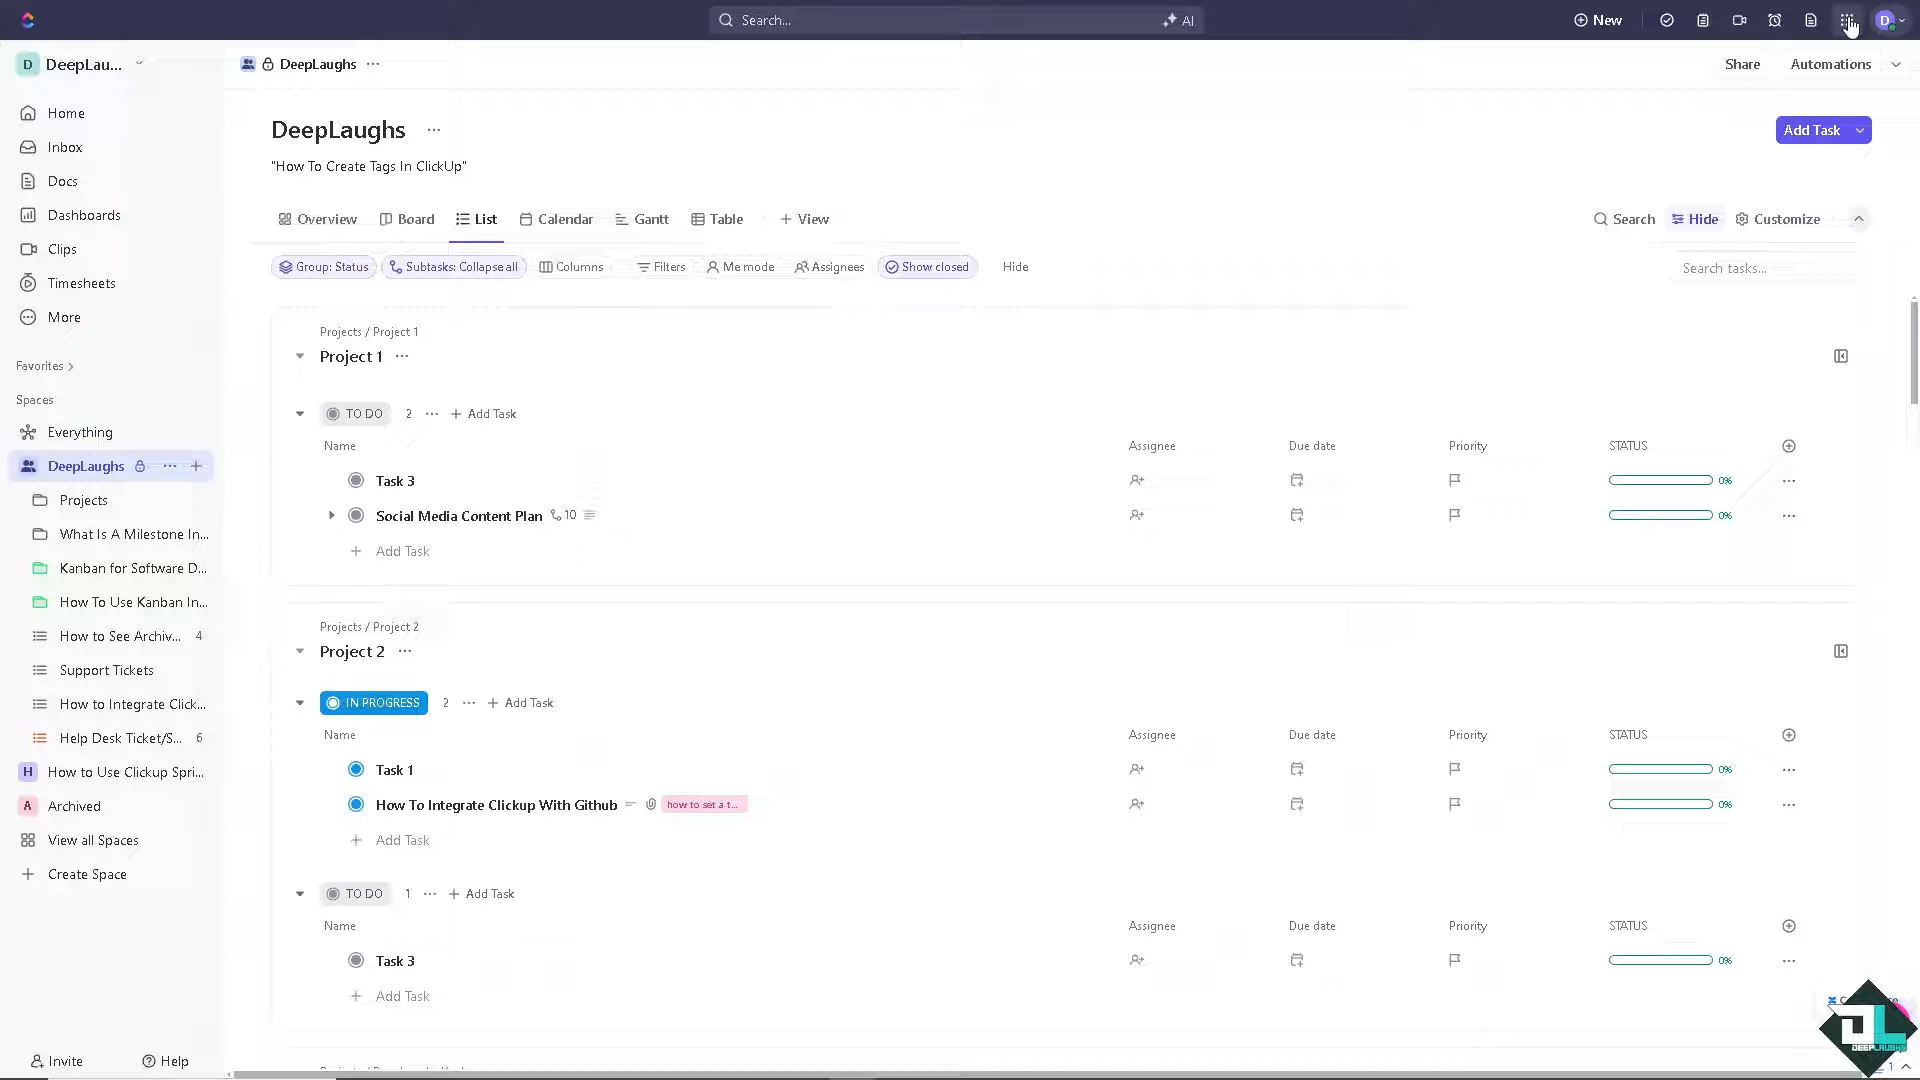 Search...
AI
New
D
D
DeepLau...
DeepLaughs
Share
Automations
Home
Inbox
Docs
Dashboards
Clips
Timesheets
More
Favorites
Spaces
Everything
DeepLaughs
Projects
What Is A Milestone In...
Kanban for Software D...
How To Use Kanban In...
How to See Archiv... 4
Support Tickets
How to Integrate Click...
Help Desk Ticket/S... 6
H How to Use Clickup Spri...
A Archived
View all Spaces
Create Space
Invite
Help
DeepLaughs
Add Task
"How To Create Tags In ClickUp"
Overview
Board
List
Calendar
Gantt
Table
View
Search
Hide
Customize
Group: Status
Subtasks: Collapse all
Columns
Filters
Me mode
Assignees
Show closed
Hide
Search tasks...
Projects / Project 1
Project 1
TO DO 2 Add Task
Name Assignee Due date Priority STATUS
Task 3 0%
Social Media Content Plan 10 0%
Add Task
Projects / Project 2
Project 2
IN PROGRESS 2 Add Task
Name Assignee Due date Priority STATUS
Task 1 0%
How To Integrate Clickup With Github how to set a t... 0%
Add Task
TO DO 1 Add Task
Name Assignee Due date Priority STATUS
Task 3 0%
Add Task
DEEPLAUGHS
1